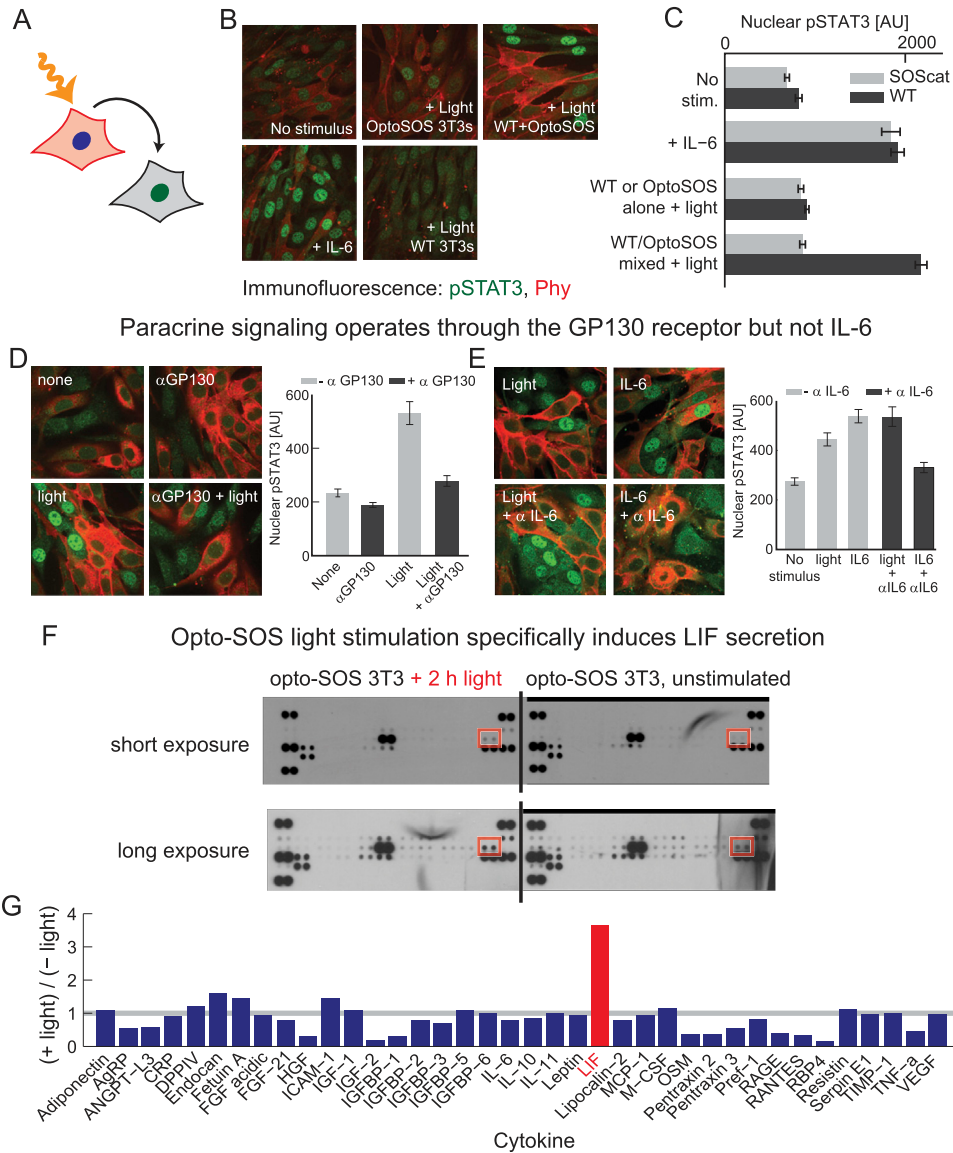 A
B
No stimulus
+ Light
OptoSOS 3T3s
+ Light
WT+OptoSOS
+ IL-6
+ Light
WT 3T3s
Immunofluorescence: pSTAT3, Phy
C
Nuclear pSTAT3 [AU]
0
2000
SOScat
WT
No
stim.
+ IL−6
WT or OptoSOS
alone + light
WT/OptoSOS
mixed + light
Paracrine signaling operates through the GP130 receptor but not IL-6
D
none
αGP130
light
αGP130 + light
- α GP130
+ α GP130
Nuclear pSTAT3 [AU]
600
400
200
0
None
αGP130
Light
Light
+ αGP130
E
Light
IL-6
Light
+ α IL-6
IL-6
+ α IL-6
- α IL-6
+ α IL-6
Nuclear pSTAT3 [AU]
600
400
200
0
No
stimulus
light
IL6
light
+
αIL6
IL6
+
αIL6
F
Opto-SOS light stimulation specifically induces LIF secretion
opto-SOS 3T3 + 2 h light
opto-SOS 3T3, unstimulated
short exposure
long exposure
G
(+ light) / (− light)
4
3
2
1
0
Adiponectin
AgRP
ANGPT-L3
CRP
DPPIV
Endocan
Fetuin A
FGF acidic
FGF-21
HGF
ICAM-1
IGF-1
IGF-2
IGFBP-1
IGFBP-2
IGFBP-3
IGFBP-5
IGFBP-6
IL-6
IL-10
IL-11
Leptin
LIF
Lipocalin-2
MCP-1
M-CSF
OSM
Pentraxin 2
Pentraxin 3
Pref-1
RAGE
RANTES
RBP4
Resistin
Serpin E1
TIMP-1
TNF-a
VEGF
Cytokine